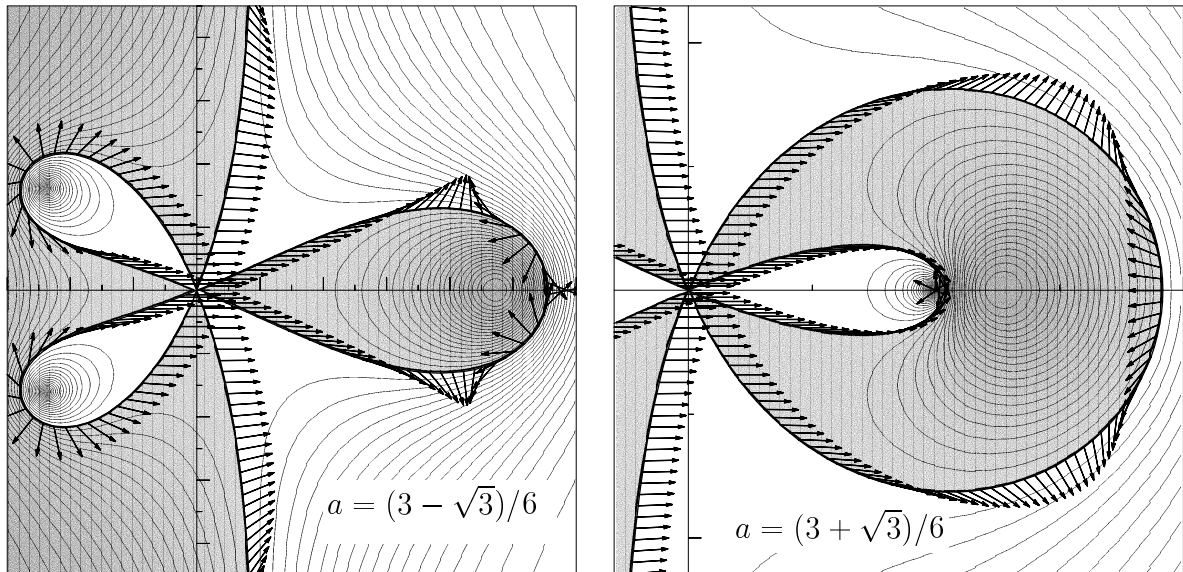 a = (3 − √3)/6
a = (3 + √3)/6